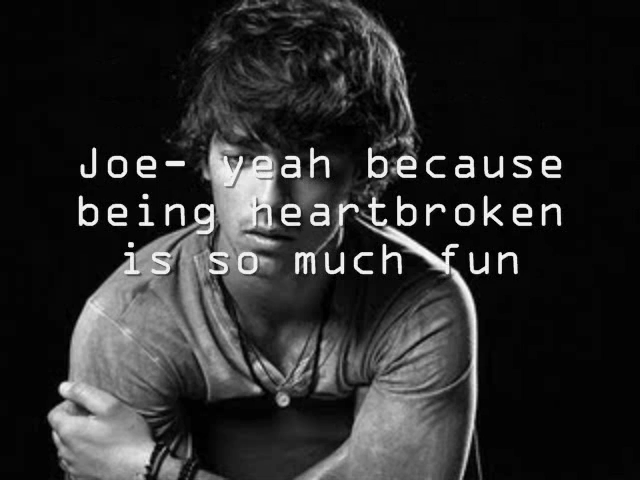 Joe- yeah because
being heartbroken
is so much fun